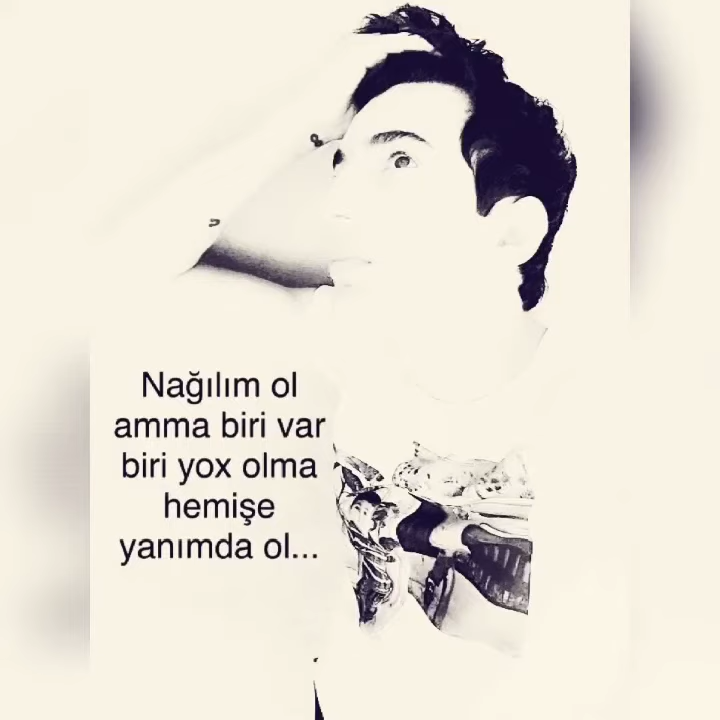 Nağılım ol
amma biri var
biri yox olma
hemişe
yanımda ol...